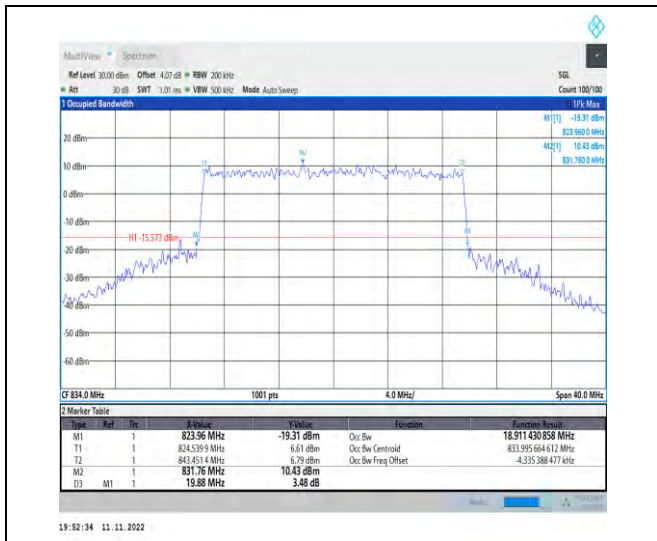 MultiView Spectrum
Ref Level 30.00 dBm Offset 4.07 dB RBW 200 kHz SGL
Att 30 dB SWT 1.01 ms VBW 500 kHz Mode Auto Sweep Count 100/100
1 Occupied Bandwidth 1Pk Max
M1[1] -19.31 dBm
823.960 0 MHz
M2[1] 10.43 dBm
831.760 0 MHz
20 dBm
M2
T1 T2
10 dBm
0 dBm
-10 dBm
H1 -15.573 dBm
M1 D3
-20 dBm
-30 dBm
-40 dBm
-50 dBm
-60 dBm
CF 834.0 MHz 1001 pts 4.0 MHz/ Span 40.0 MHz
2 Marker Table
Type Ref Trc X-Value Y-Value Function Function Result
M1 1 823.96 MHz -19.31 dBm Occ Bw 18.911 430 858 MHz
T1 1 824.539 9 MHz 6.61 dBm Occ Bw Centroid 833.995 664 612 MHz
T2 1 843.451 4 MHz 6.79 dBm Occ Bw Freq Offset -4.335 388 477 kHz
M2 1 831.76 MHz 10.43 dBm
D3 M1 1 19.88 MHz 3.48 dB
19:52:34 11.11.2022